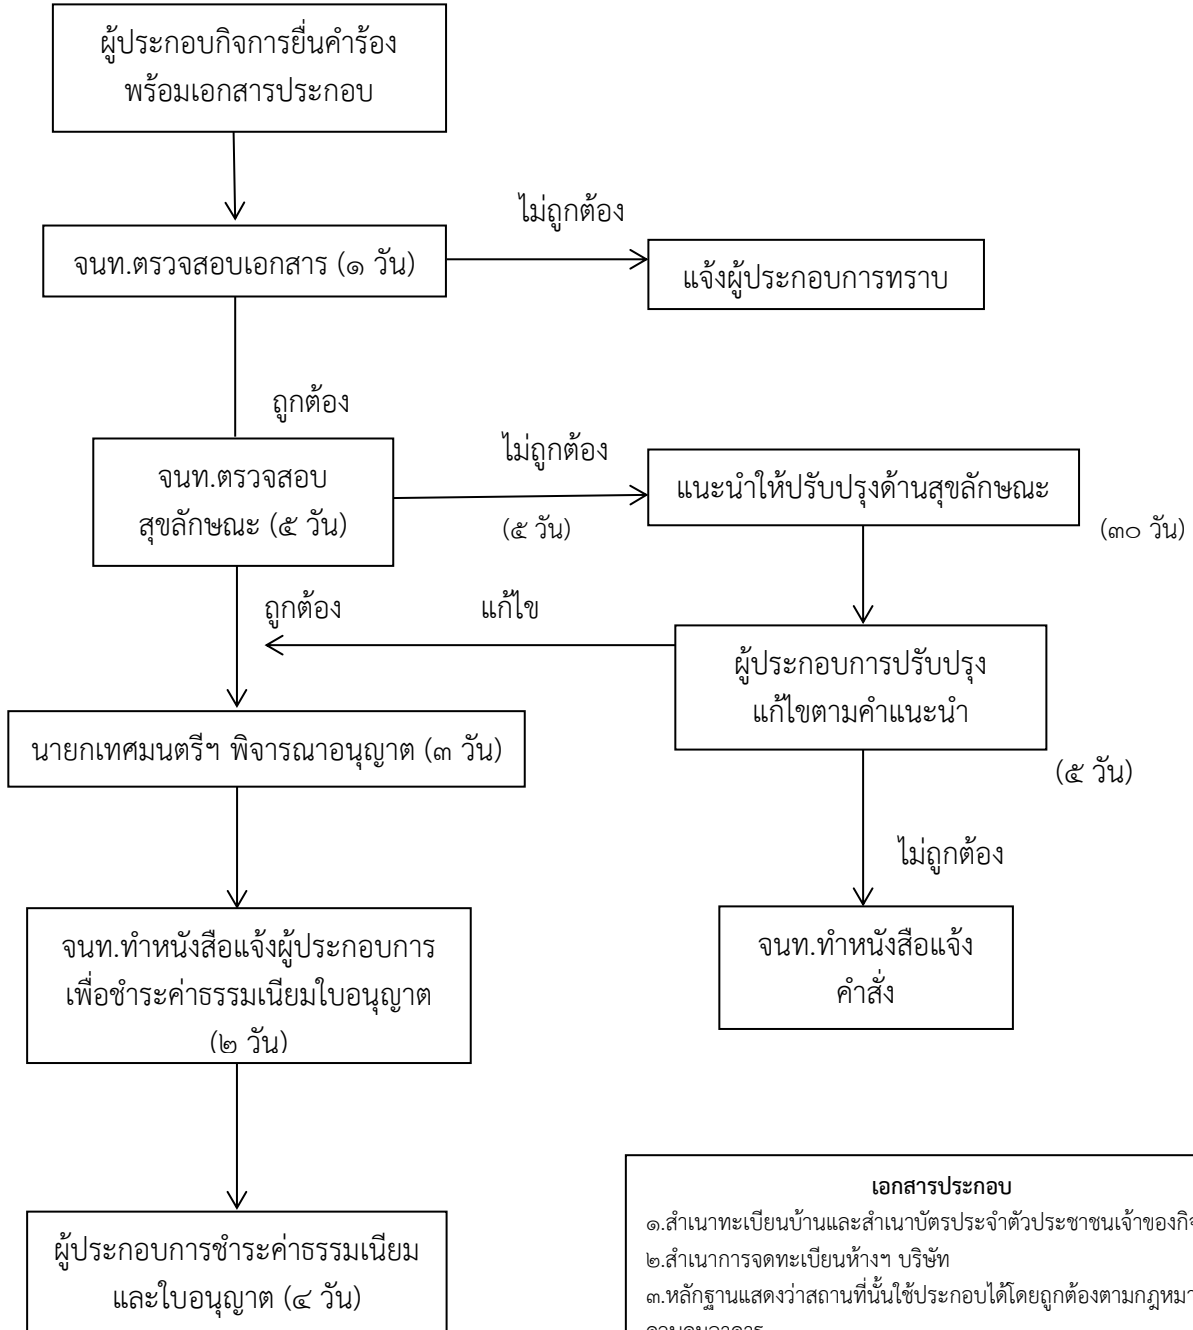 ผู้ประกอบกิจการยื่นคำร้อง
พร้อมเอกสารประกอบ
ไม่ถูกต้อง
จนท.ตรวจสอบเอกสาร (๑ วัน)
แจ้งผู้ประกอบการทราบ
ถูกต้อง
จนท.ตรวจสอบ
สุขลักษณะ (๕ วัน)
ไม่ถูกต้อง
(๕ วัน)
แนะนำให้ปรับปรุงด้านสุขลักษณะ
(๓๐ วัน)
ถูกต้อง
แก้ไข
ผู้ประกอบการปรับปรุง
แก้ไขตามคำแนะนำ
(๕ วัน)
นายกเทศมนตรีฯ พิจารณาอนุญาต (๓ วัน)
ไม่ถูกต้อง
จนท.ทำหนังสือแจ้งผู้ประกอบการ
เพื่อชำระค่าธรรมเนียมใบอนุญาต
(๒ วัน)
จนท.ทำหนังสือแจ้ง
คำสั่ง
ผู้ประกอบการชำระค่าธรรมเนียม
และใบอนุญาต (๔ วัน)
เอกสารประกอบ
๑.สำเนาทะเบียนบ้านและสำเนาบัตรประจำตัวประชาชนเจ้าของกิจ
๒.สำเนาการจดทะเบียนห้างฯ บริษัท
๓.หลักฐานแสดงว่าสถานที่นั้นใช้ประกอบได้โดยถูกต้องตามกฎหมา